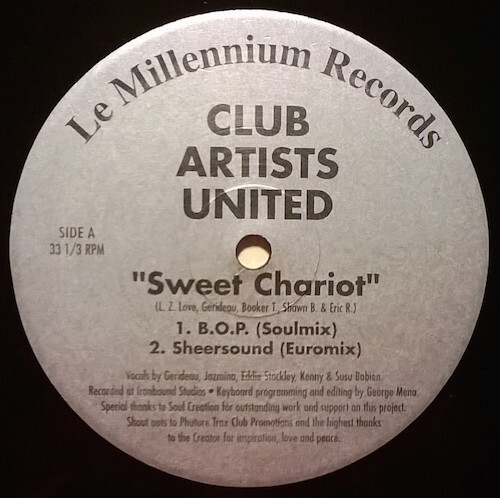 Le Millennium Records
CLUB
ARTISTS
UNITED
SIDE A
33 1/3 RPM
"Sweet Chariot"
(L. Z. Love, Gerideau, Booker T., Shawn B. & Eric R.)
1. B.O.P. (Soulmix)
2. Sheersound (Euromix)
Vocals by Gerideau, Jazmina, Eddie Stockley, Kenny & Susu Bobien.
Recorded at Ironbound Studios • Keyboard programming and editing by George Mena.
Special thanks to Soul Creation for outstanding work and support on this project.
Shout outs to Phuture Trax Club Promotions and the highest thanks
to the Creator for inspiration, love and peace.